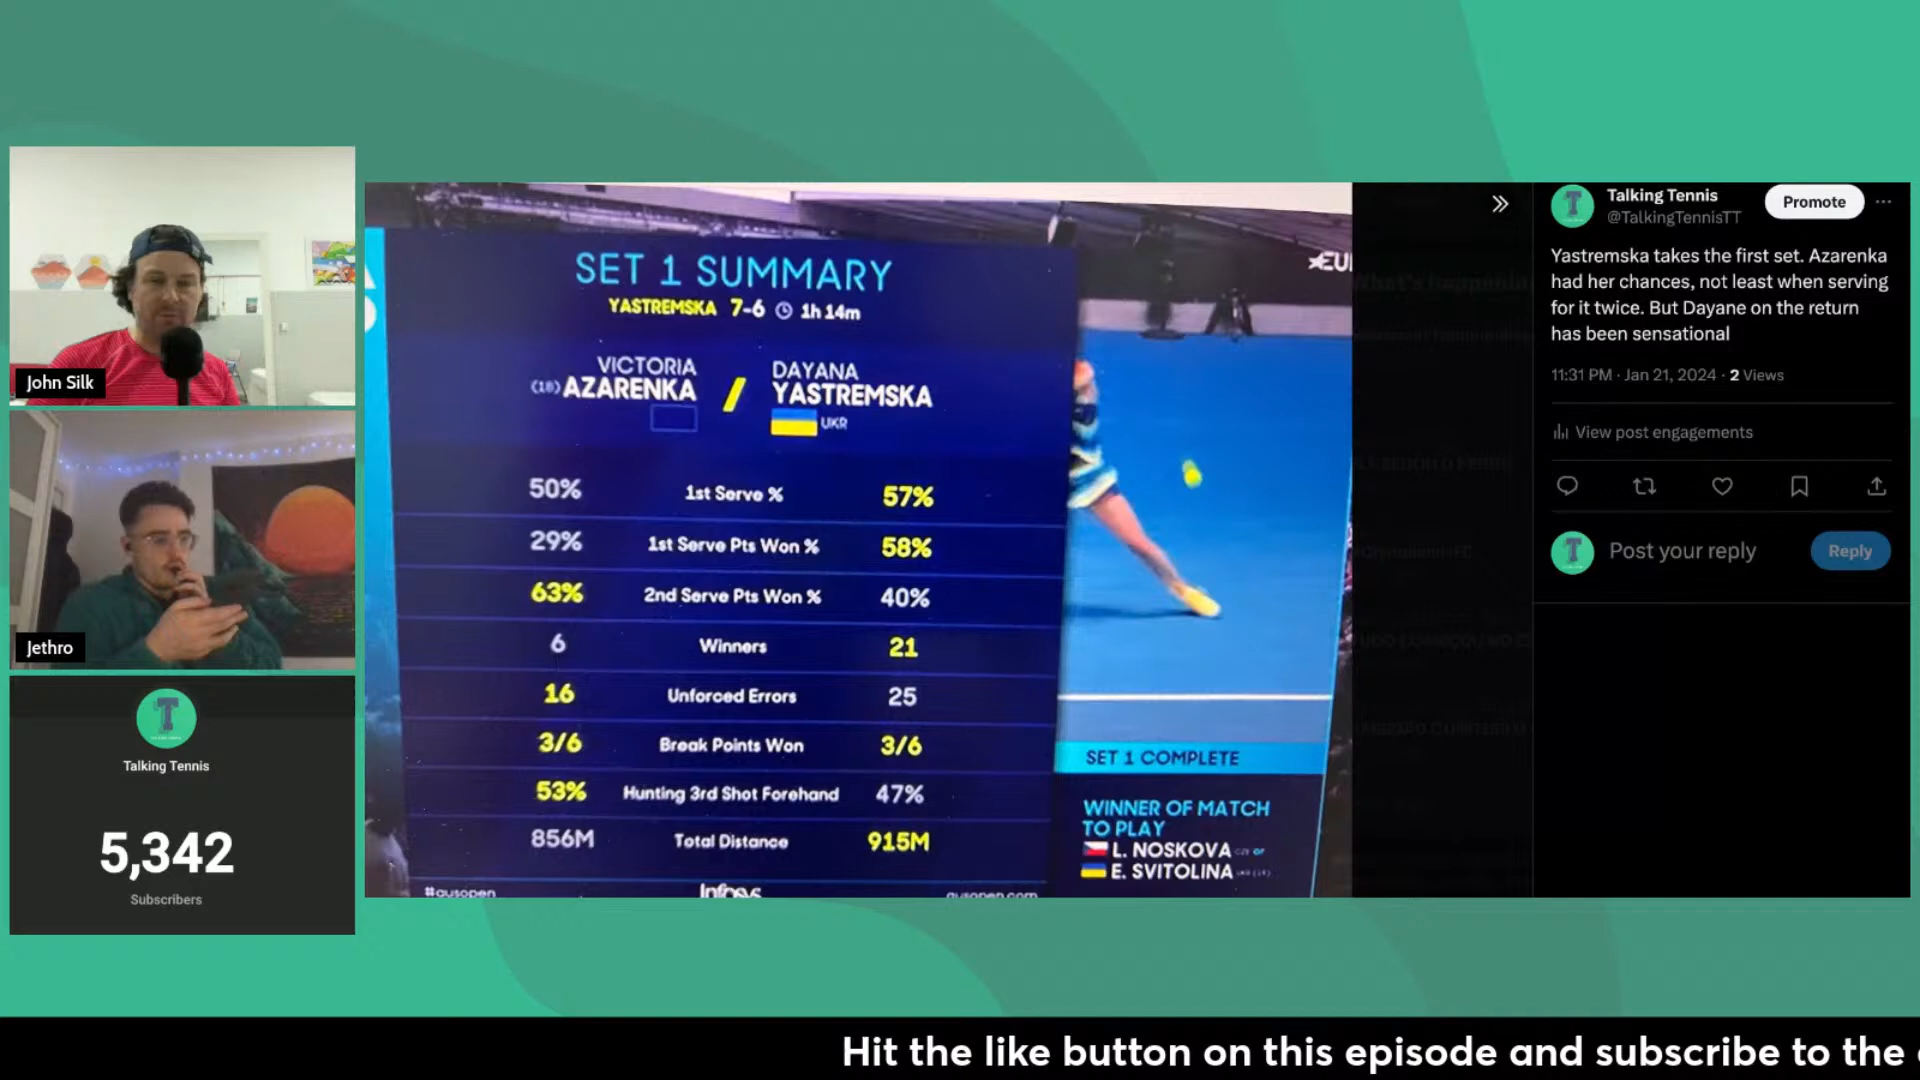 John Silk
Jethro
Talking Tennis
5,342
Subscribers
SET 1 SUMMARY
YASTREMSKA 7-6 1h 14m
VICTORIA
(18) AZARENKA
DAYANA
YASTREMSKA
UKR
50% 1st Serve % 57%
29% 1st Serve Pts Won % 58%
63% 2nd Serve Pts Won % 40%
6 Winners 21
16 Unforced Errors 25
3/6 Break Points Won 3/6
53% Hunting 3rd Shot Forehand 47%
856M Total Distance 915M
#ausopen Infosys ausopen.com
SET 1 COMPLETE
WINNER OF MATCH
TO PLAY
L. NOSKOVA CZE or
E. SVITOLINA
Talking Tennis
@TalkingTennisTT
Promote
Yastremska takes the first set. Azarenka
had her chances, not least when serving
for it twice. But Dayane on the return
has been sensational
11:31 PM · Jan 21, 2024 · 2 Views
View post engagements
Post your reply
Reply
Hit the like button on this episode and subscribe to the